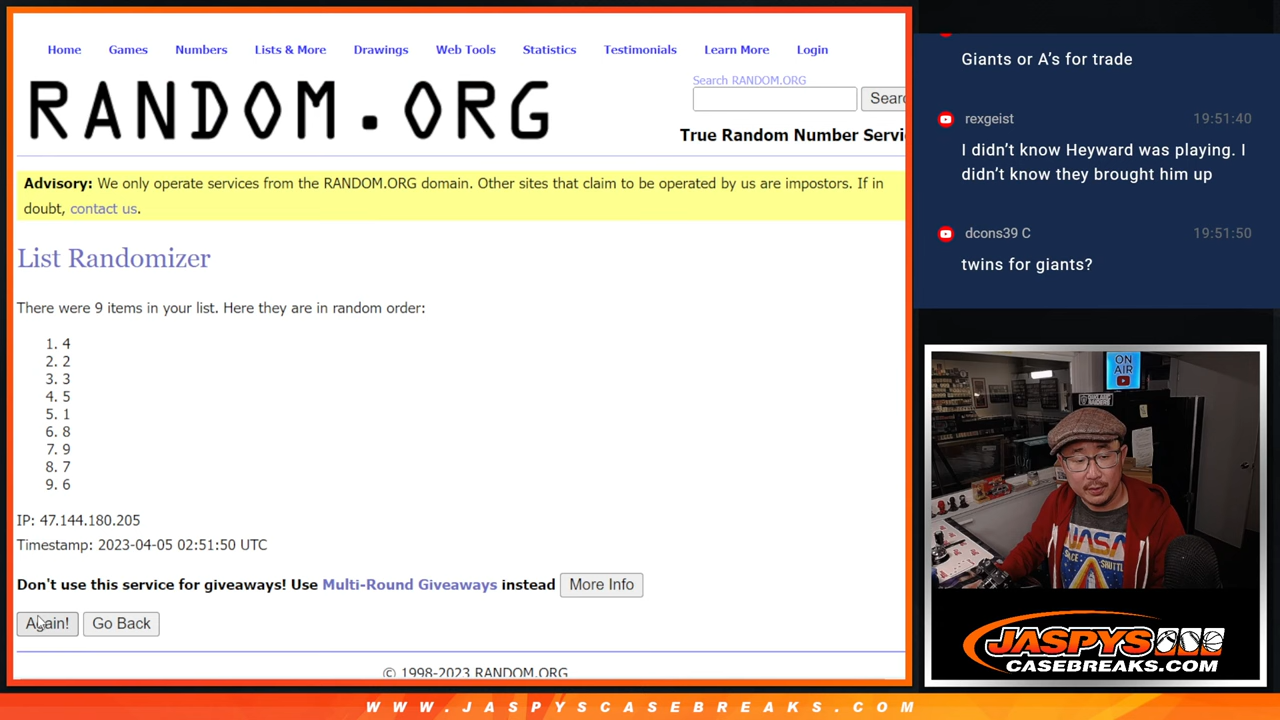 Home Games Numbers Lists & More Drawings Web Tools Statistics Testimonials Learn More Login
RANDOM.ORG
Search RANDOM.ORG
Searc
True Random Number Servi
Advisory: We only operate services from the RANDOM.ORG domain. Other sites that claim to be operated by us are impostors. If in
doubt, contact us.
List Randomizer
There were 9 items in your list. Here they are in random order:
1. 4
2. 2
3. 3
4. 5
5. 1
6. 8
7. 9
8. 7
9. 6
IP: 47.144.180.205
Timestamp: 2023-04-05 02:51:50 UTC
Don't use this service for giveaways! Use Multi-Round Giveaways instead More Info
Again! Go Back
© 1998-2023 RANDOM.ORG
Giants or A’s for trade
rexgeist 19:51:40
I didn’t know Heyward was playing. I
didn’t know they brought him up
dcons39 C 19:51:50
twins for giants?
ON
AIR
NASA
SPACE SHUTTLE
JASPYS
CASEBREAKS.COM
WWW.JASPYSCASEBREAKS.COM